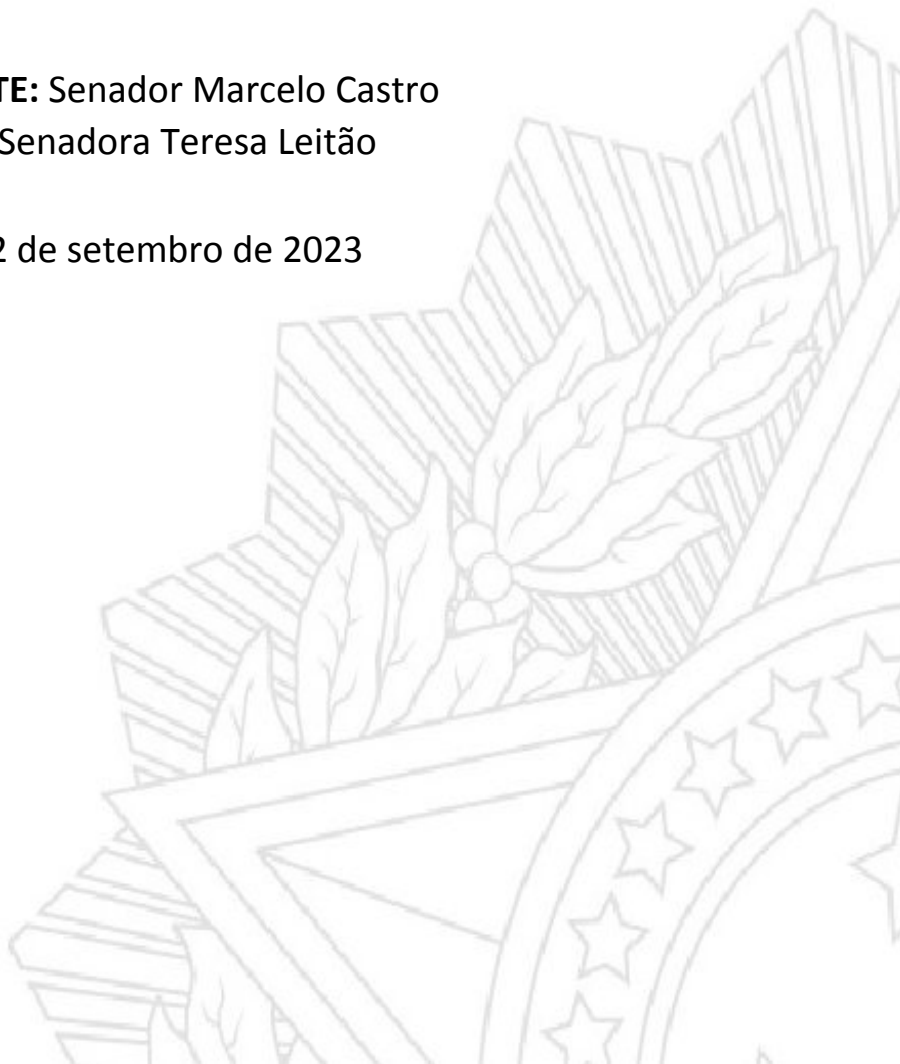 TE: Senador Marcelo Castro
Senadora Teresa Leitão
2 de setembro de 2023